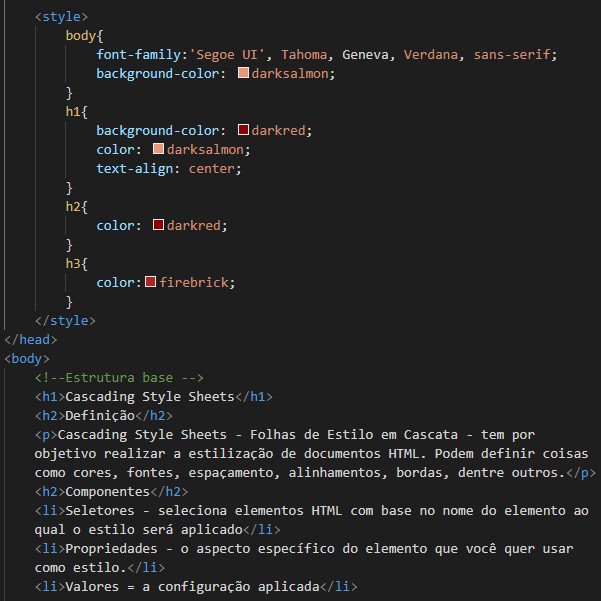 <style>
body{
font-family:'Segoe UI', Tahoma, Geneva, Verdana, sans-serif;
background-color: darksalmon;
}
h1{
background-color: darkred;
color: darksalmon;
text-align: center;
}
h2{
color: darkred;
}
h3{
color:firebrick;
}
</style>
</head>
<body>
<!--Estrutura base -->
<h1>Cascading Style Sheets</h1>
<h2>Definição</h2>
<p>Cascading Style Sheets - Folhas de Estilo em Cascata - tem por
objetivo realizar a estilização de documentos HTML. Podem definir coisas
como cores, fontes, espaçamento, alinhamentos, bordas, dentre outros.</p>
<h2>Componentes</h2>
<li>Seletores - seleciona elementos HTML com base no nome do elemento ao
qual o estilo será aplicado</li>
<li>Propriedades - o aspecto específico do elemento que você quer usar
como estilo.</li>
<li>Valores = a configuração aplicada</li>